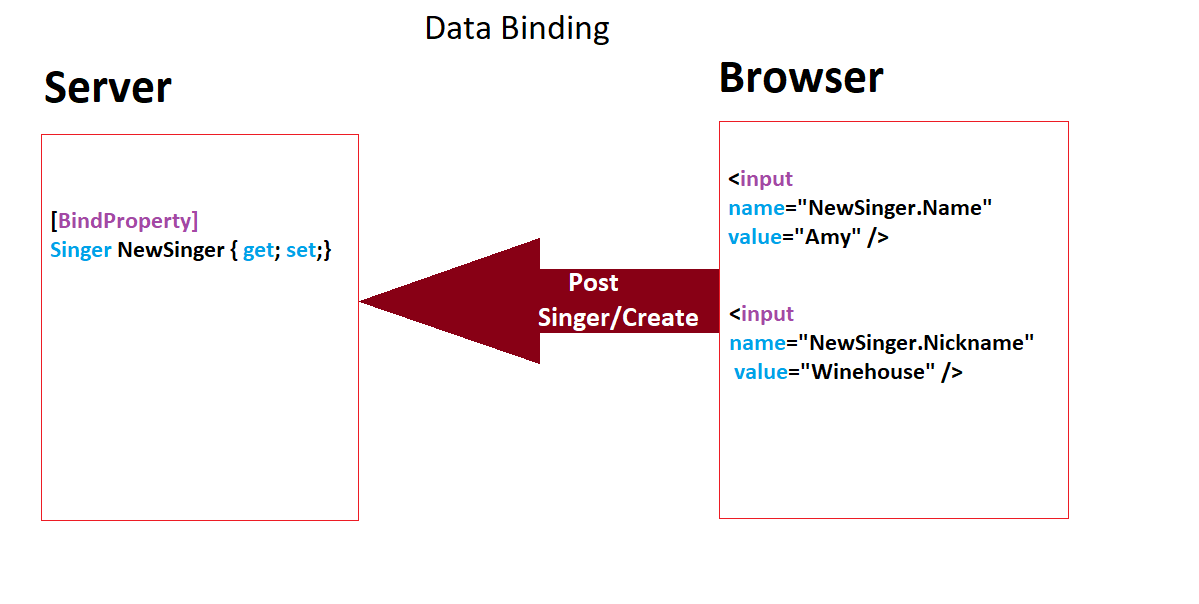 Data Binding
Server
Browser
[BindProperty]
Singer NewSinger { get; set;}
Post
Singer/Create
<input
name="NewSinger.Name"
value="Amy" />
<input
name="NewSinger.Nickname"
value="Winehouse" />